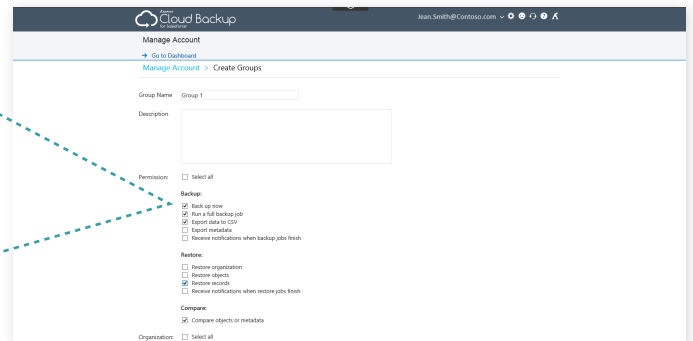 Cloud Backup
for Salesforce
Jean.Smith@Contoso.com
Manage Account
→ Go to Dashboard
Manage Account > Create Groups
Group Name Group 1
Description
Permission: Select all
Backup:
Back up now
Run a full backup job
Export data to CSV
Export metadata
Receive notifications when backup jobs finish
Restore:
Restore organization
Restore objects
Restore records
Receive notifications when restore jobs finish
Compare:
Compare objects or metadata
Organization: Select all